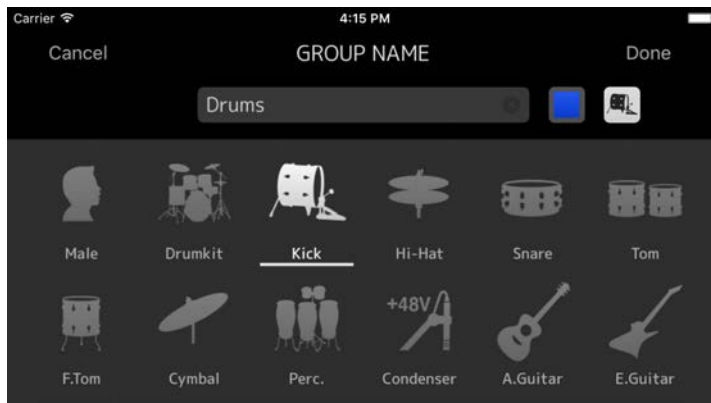 Carrier 4:15 PM
Cancel GROUP NAME Done
Drums
+48V
Male Drumkit Kick Hi-Hat Snare Tom
F.Tom Cymbal Perc. Condenser A.Guitar E.Guitar